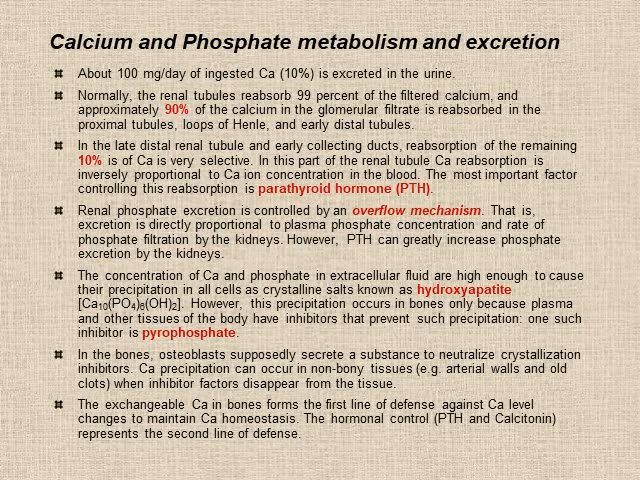 Calcium and Phosphate metabolism and excretion
About 100 mg/day of ingested Ca (10%) is excreted in the urine.
Normally, the renal tubules reabsorb 99 percent of the filtered calcium, and
approximately 90% of the calcium in the glomerular filtrate is reabsorbed in the
proximal tubules, loops of Henle, and early distal tubules.
In the late distal renal tubule and early collecting ducts, reabsorption of the remaining
10% is of Ca is very selective. In this part of the renal tubule Ca reabsorption is
inversely proportional to Ca ion concentration in the blood. The most important factor
controlling this reabsorption is parathyroid hormone (PTH).
Renal phosphate excretion is controlled by an overflow mechanism. That is,
excretion is directly proportional to plasma phosphate concentration and rate of
phosphate filtration by the kidneys. However, PTH can greatly increase phosphate
excretion by the kidneys.
The concentration of Ca and phosphate in extracellular fluid are high enough to cause
their precipitation in all cells as crystalline salts known as hydroxyapatite
[Ca₁₀(PO₄)₆(OH)₂]. However, this precipitation occurs in bones only because plasma
and other tissues of the body have inhibitors that prevent such precipitation: one such
inhibitor is pyrophosphate.
In the bones, osteoblasts supposedly secrete a substance to neutralize crystallization
inhibitors. Ca precipitation can occur in non-bony tissues (e.g. arterial walls and old
clots) when inhibitor factors disappear from the tissue.
The exchangeable Ca in bones forms the first line of defense against Ca level
changes to maintain Ca homeostasis. The hormonal control (PTH and Calcitonin)
represents the second line of defense.